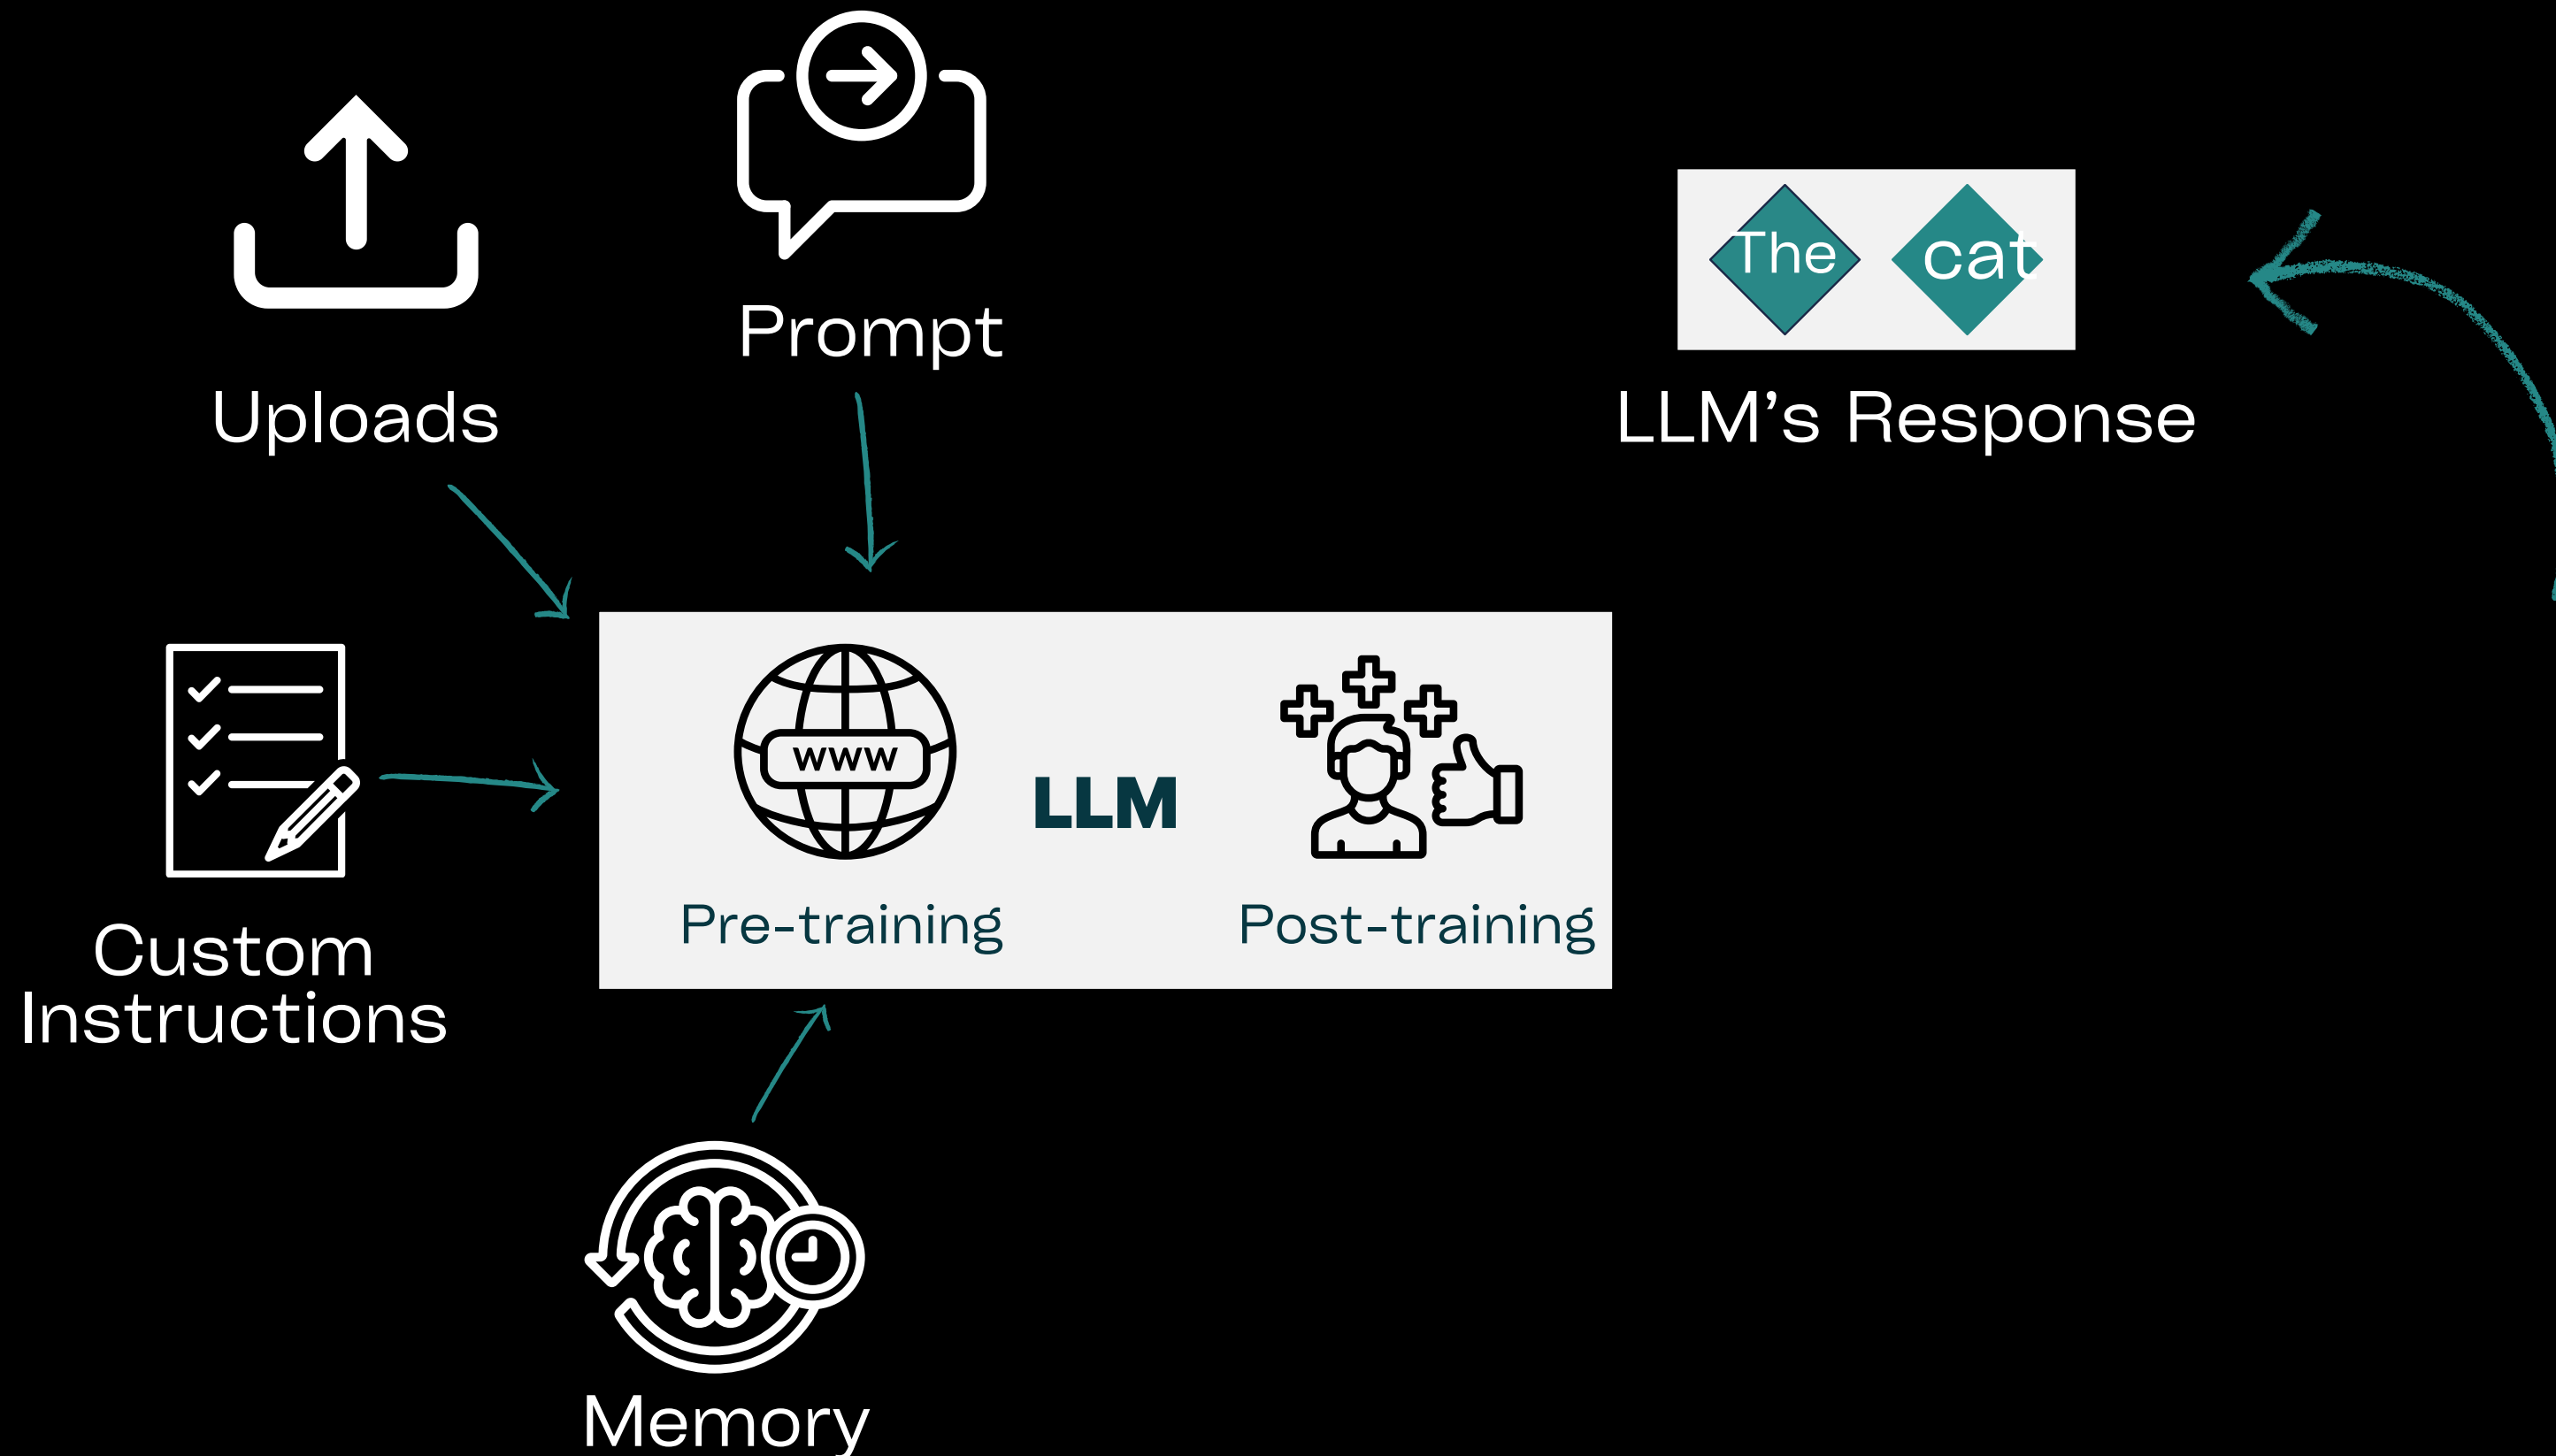 Prompt
Uploads
The cat
LLM's Response
www
LLM
Pre-training
Post-training
Custom
Instructions
Memory